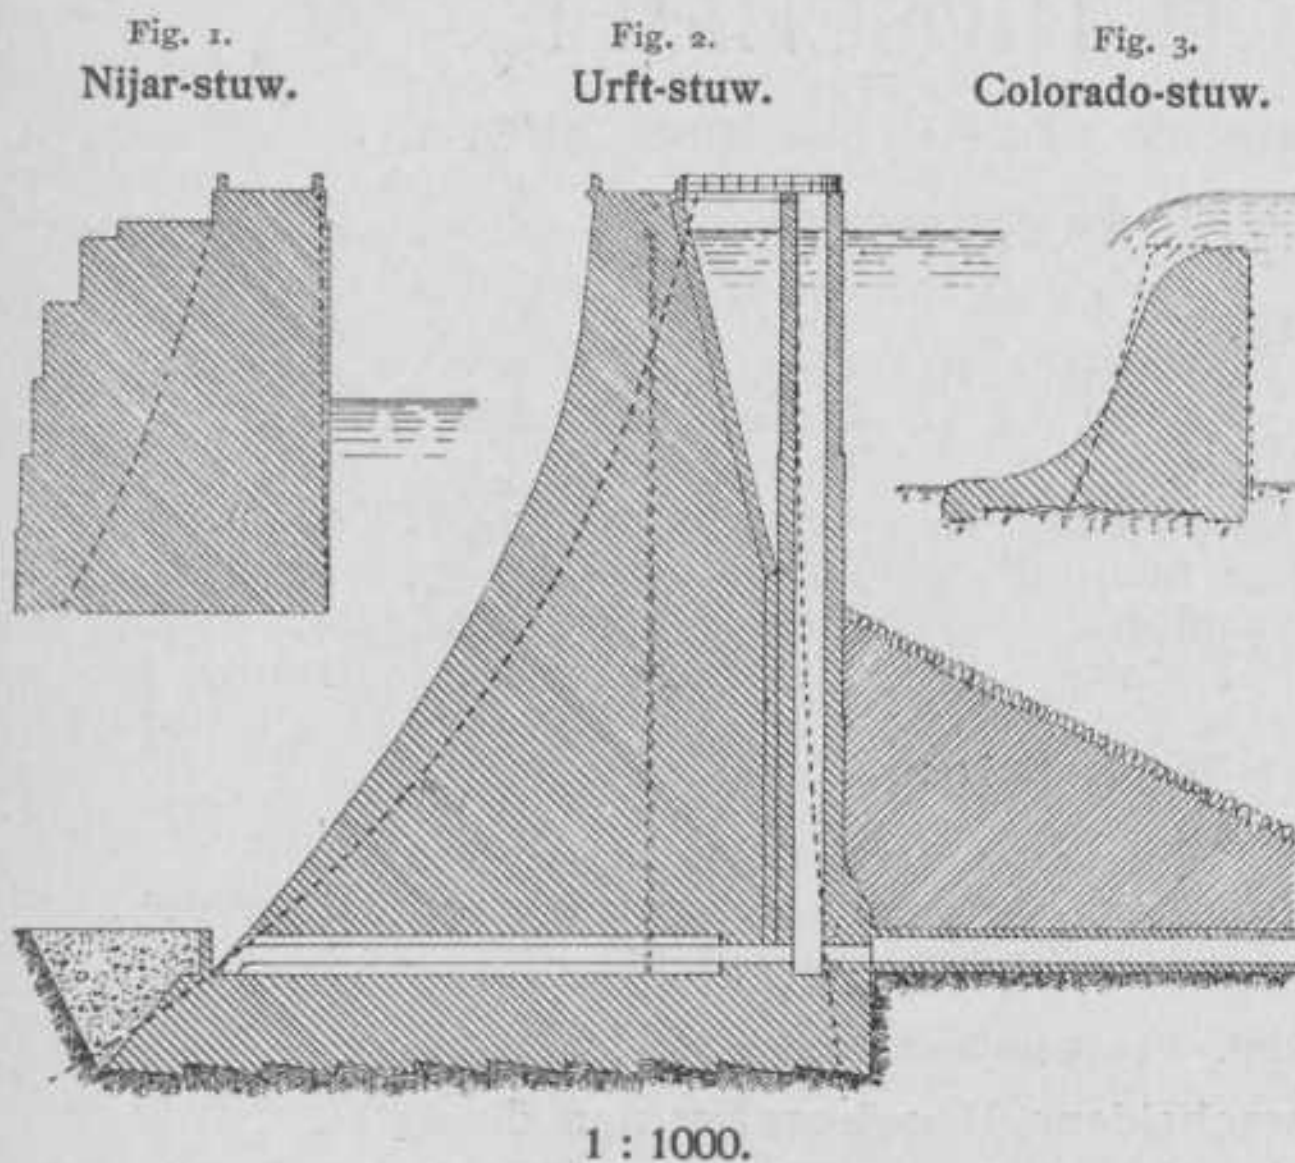 Fig. 1.
Nijar-stuw.
Fig. 2.
Urft-stuw.
Fig. 3.
Colorado-stuw.
1 : 1000.